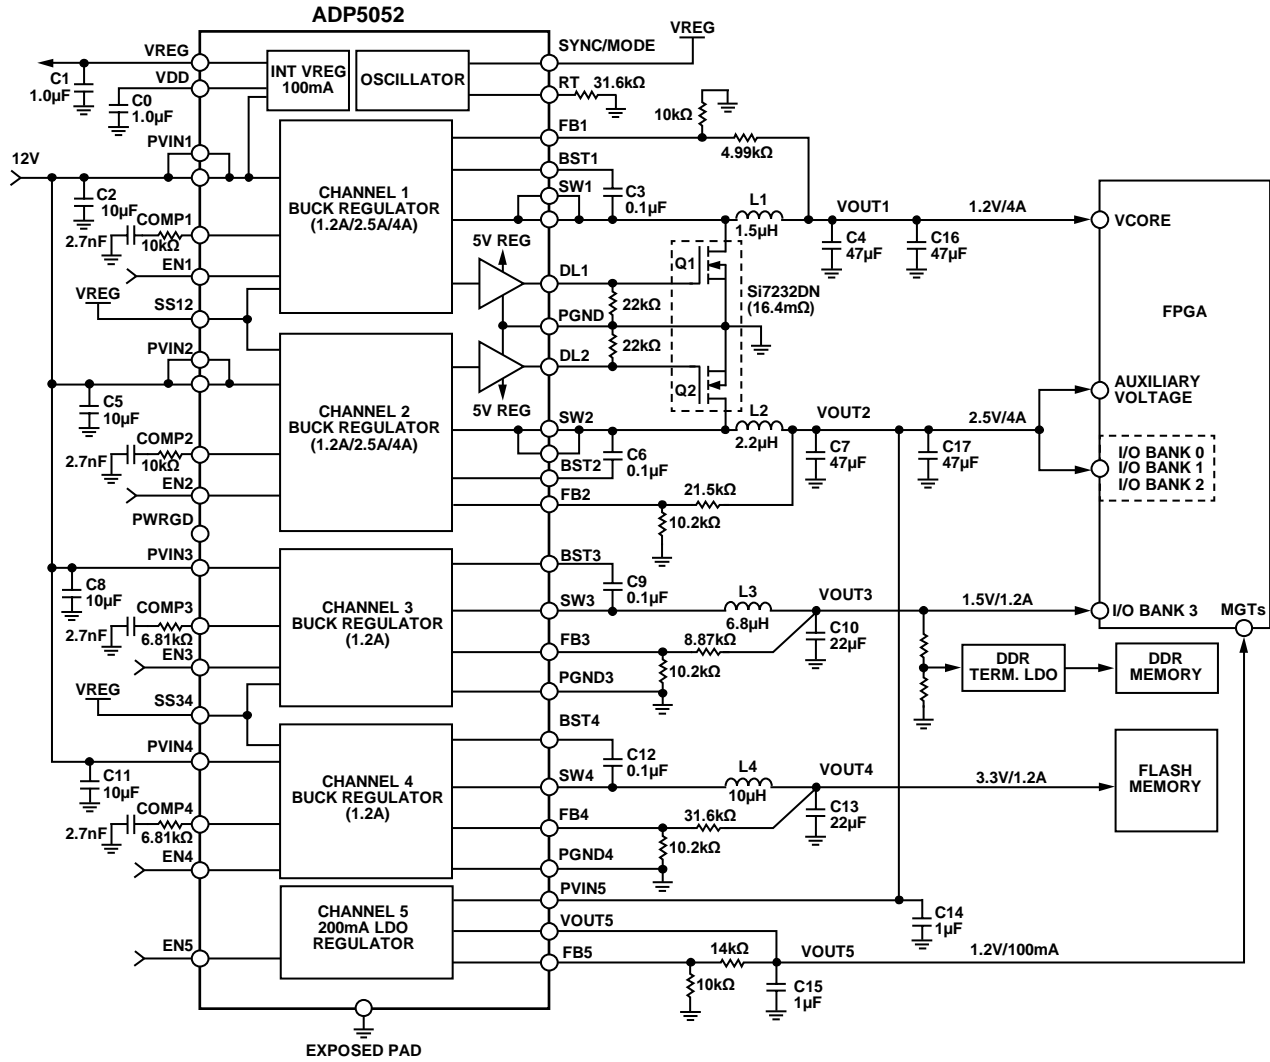 ADP5052
VREG
C1
1.0µF
VDD
C0
1.0µF
INT VREG
100mA
OSCILLATOR
SYNC/MODE
VREG
RT
31.6kΩ
12V
PVIN1
C2
10µF
COMP1
2.7nF
10kΩ
EN1
VREG
SS12
CHANNEL 1
BUCK REGULATOR
(1.2A/2.5A/4A)
FB1
10kΩ
4.99kΩ
BST1
SW1
C3
0.1µF
L1
1.5µH
VOUT1
C4
47µF
C16
47µF
1.2V/4A
VCORE
FPGA
5V REG
DL1
22kΩ
PGND
22kΩ
DL2
5V REG
Q1
Si7232DN
(16.4mΩ)
Q2
PVIN2
C5
10µF
COMP2
2.7nF
10kΩ
EN2
PWRGD
CHANNEL 2
BUCK REGULATOR
(1.2A/2.5A/4A)
SW2
BST2
C6
0.1µF
FB2
L2
2.2µH
VOUT2
C7
47µF
C17
47µF
2.5V/4A
21.5kΩ
10.2kΩ
AUXILIARY
VOLTAGE
I/O BANK 0
I/O BANK 1
I/O BANK 2
PVIN3
C8
10µF
COMP3
2.7nF
6.81kΩ
EN3
VREG
SS34
CHANNEL 3
BUCK REGULATOR
(1.2A)
BST3
C9
0.1µF
SW3
L3
6.8µH
VOUT3
C10
22µF
1.5V/1.2A
I/O BANK 3
MGTs
FB3
8.87kΩ
10.2kΩ
PGND3
DDR
TERM. LDO
DDR
MEMORY
PVIN4
C11
10µF
COMP4
2.7nF
6.81kΩ
EN4
CHANNEL 4
BUCK REGULATOR
(1.2A)
BST4
C12
0.1µF
SW4
L4
10µH
VOUT4
C13
22µF
3.3V/1.2A
FLASH
MEMORY
FB4
31.6kΩ
10.2kΩ
PGND4
EN5
CHANNEL 5
200mA LDO
REGULATOR
PVIN5
C14
1µF
VOUT5
FB5
14kΩ
10kΩ
VOUT5
C15
1µF
1.2V/100mA
EXPOSED PAD